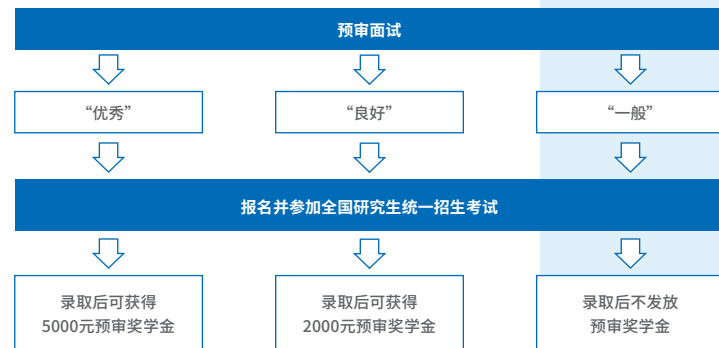 预审面试
“优秀”
“良好”
“一般”
报名并参加全国研究生统一招生考试
录取后可获得
5000元预审奖学金
录取后可获得
2000元预审奖学金
录取后不发放
预审奖学金